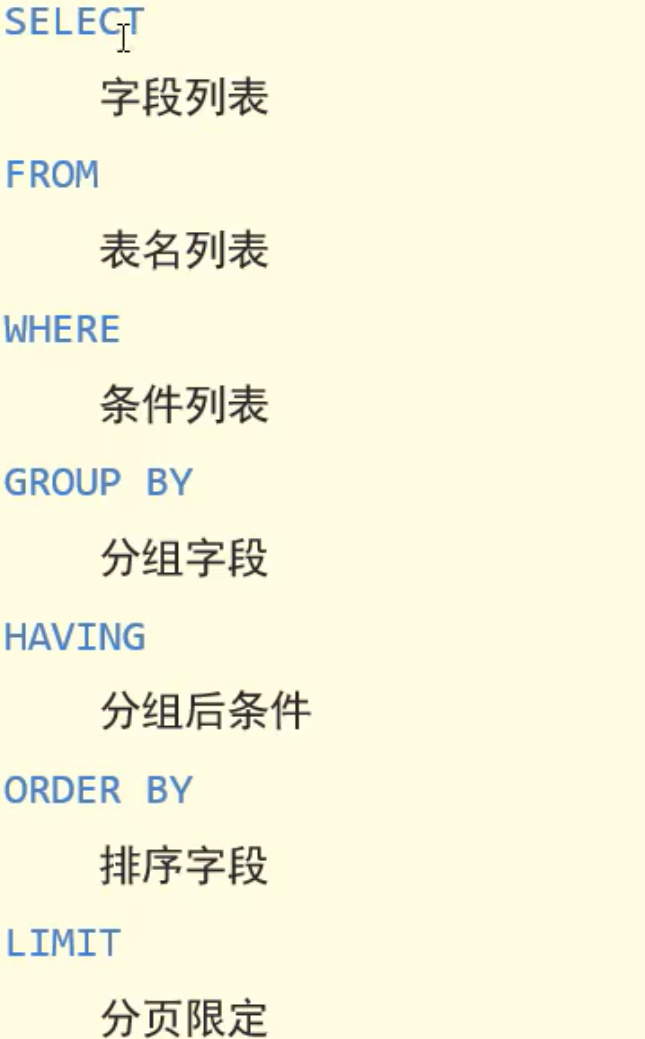 SELECT
字段列表
FROM
表名列表
WHERE
条件列表
GROUP BY
分组字段
HAVING
分组后条件
ORDER BY
排序字段
LIMIT
分页限定